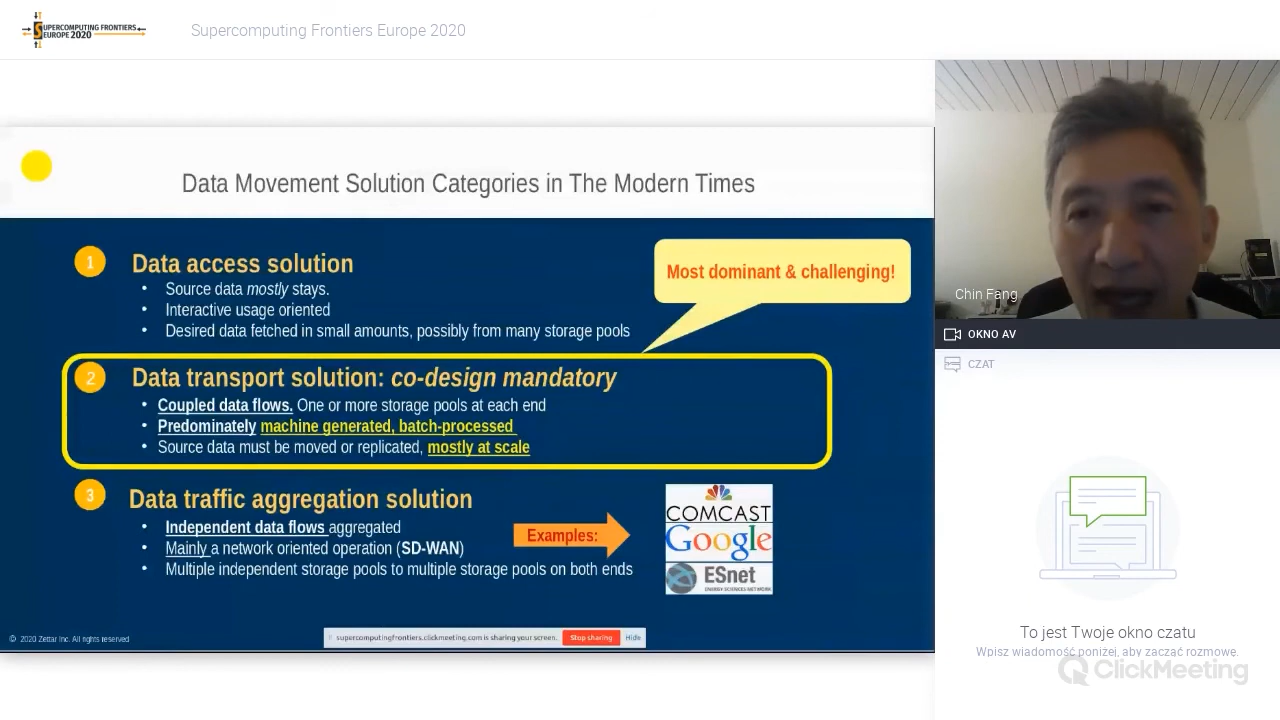 SUPERCOMPUTING FRONTIERS
EUROPE 2020
Supercomputing Frontiers Europe 2020
Data Movement Solution Categories in The Modern Times
1 Data access solution
• Source data mostly stays.
• Interactive usage oriented
• Desired data fetched in small amounts, possibly from many storage pools
Most dominant & challenging!
2 Data transport solution: co-design mandatory
• Coupled data flows. One or more storage pools at each end
• Predominately machine generated, batch-processed
• Source data must be moved or replicated, mostly at scale
3 Data traffic aggregation solution
• Independent data flows aggregated
• Mainly a network oriented operation (SD-WAN)
• Multiple independent storage pools to multiple storage pools on both ends
Examples:
COMCAST
Google
ESnet
ENERGY SCIENCES NETWORK
© 2020 Zettar Inc. All rights reserved
supercomputingfrontiers.clickmeeting.com is sharing your screen. Stop sharing Hide
Chin Fang
OKNO AV
CZAT
To jest Twoje okno czatu
Wpisz wiadomość poniżej, aby zacząć rozmowę.
ClickMeeting